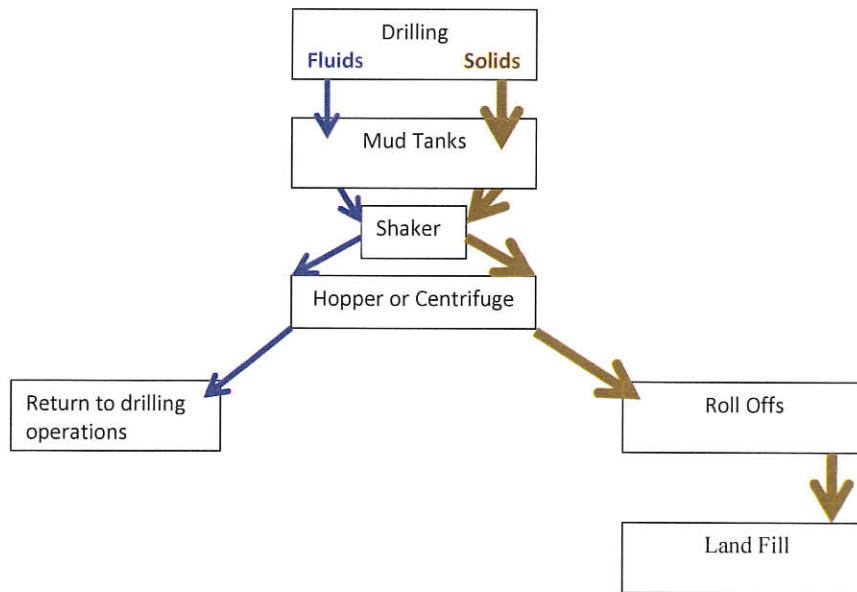 Drilling
Fluids Solids
Mud Tanks
Shaker
Hopper or Centrifuge
Return to drilling
operations
Roll Offs
Land Fill